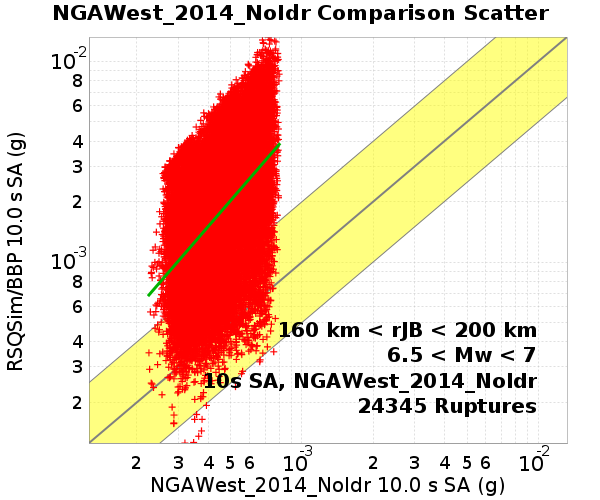 NGAWest_2014_NoIdr Comparison Scatter
RSQSim/BBP 10.0 s SA (g)
10-2
8
6
4
3
2
10-3
8
6
4
3
2
160 km < rJB < 200 km
6.5 < Mw < 7
10s SA, NGAWest_2014_NoIdr
24345 Ruptures
2 3 4 5 6 10-3 2 3 4 5 6 10-2
NGAWest_2014_NoIdr 10.0 s SA (g)